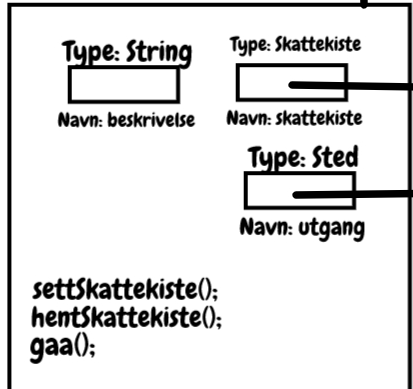 Type: String
Type: Skattekiste
Navn: beskrivelse
Navn: skattekiste
Type: Sted
Navn: utgang
settSkattekiste();
hentSkattekiste();
gaa();